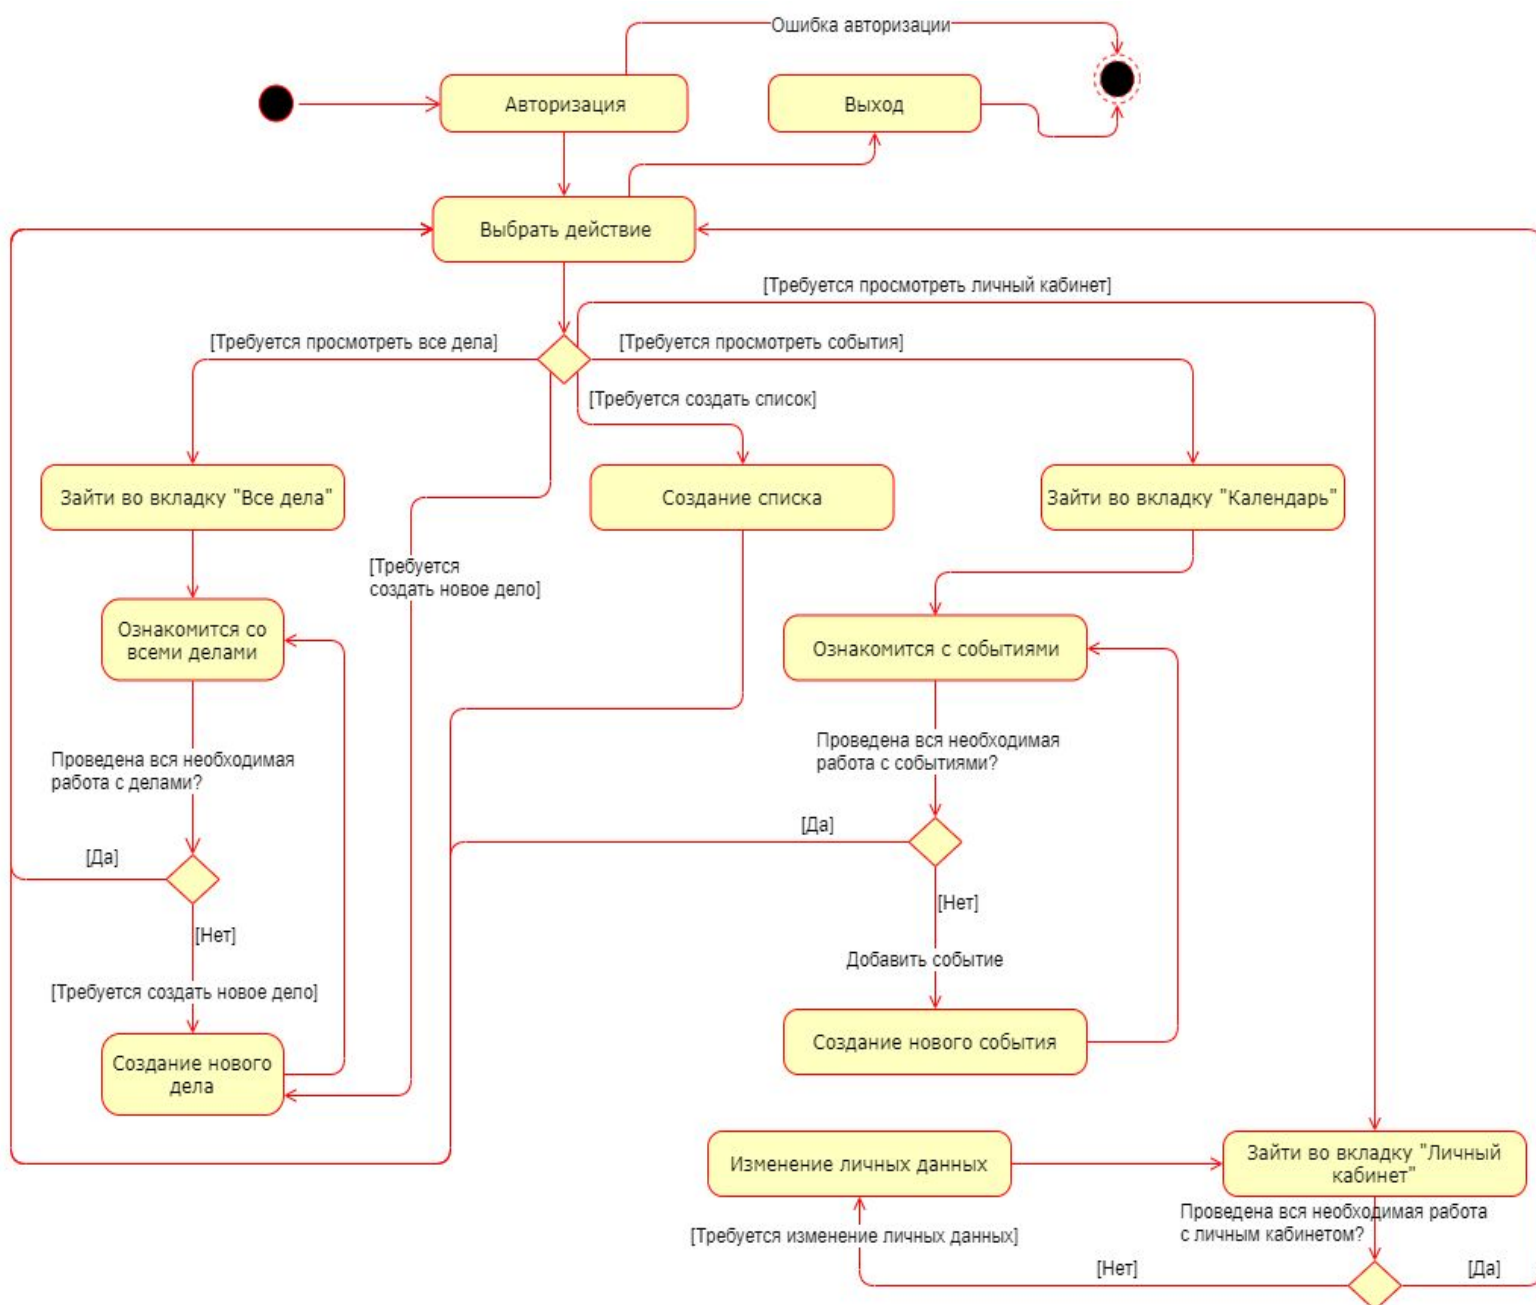 Ошибка авторизации
Авторизация
Выход
Выбрать действие
[Требуется просмотреть личный кабинет]
[Требуется просмотреть все дела]
[Требуется просмотреть события]
[Требуется создать список]
Зайти во вкладку "Все дела"
Создание списка
Зайти во вкладку "Календарь"
[Требуется
создать новое дело]
Ознакомится со
всеми делами
Ознакомится с событиями
Проведена вся необходимая
работа с делами?
Проведена вся необходимая
работа с событиями?
[Да]
[Да]
[Нет]
[Нет]
Добавить событие
[Требуется создать новое дело]
Создание нового
дела
Создание нового события
Изменение личных данных
Зайти во вкладку "Личный
кабинет"
Проведена вся необходимая работа
с личным кабинетом?
[Требуется изменение личных данных]
[Нет]
[Да]